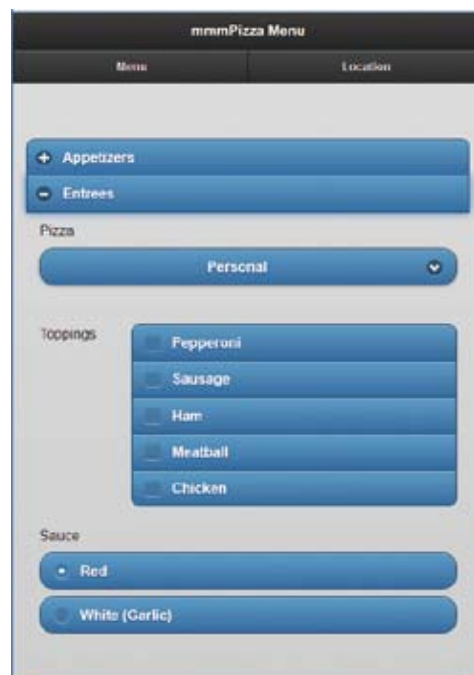 mmmPizza Menu
Menu Location
Appetizers
Entrees
Pizza
Personal
Toppings
Pepperoni
Sausage
Ham
Meatball
Chicken
Sauce
Red
White (Garlic)